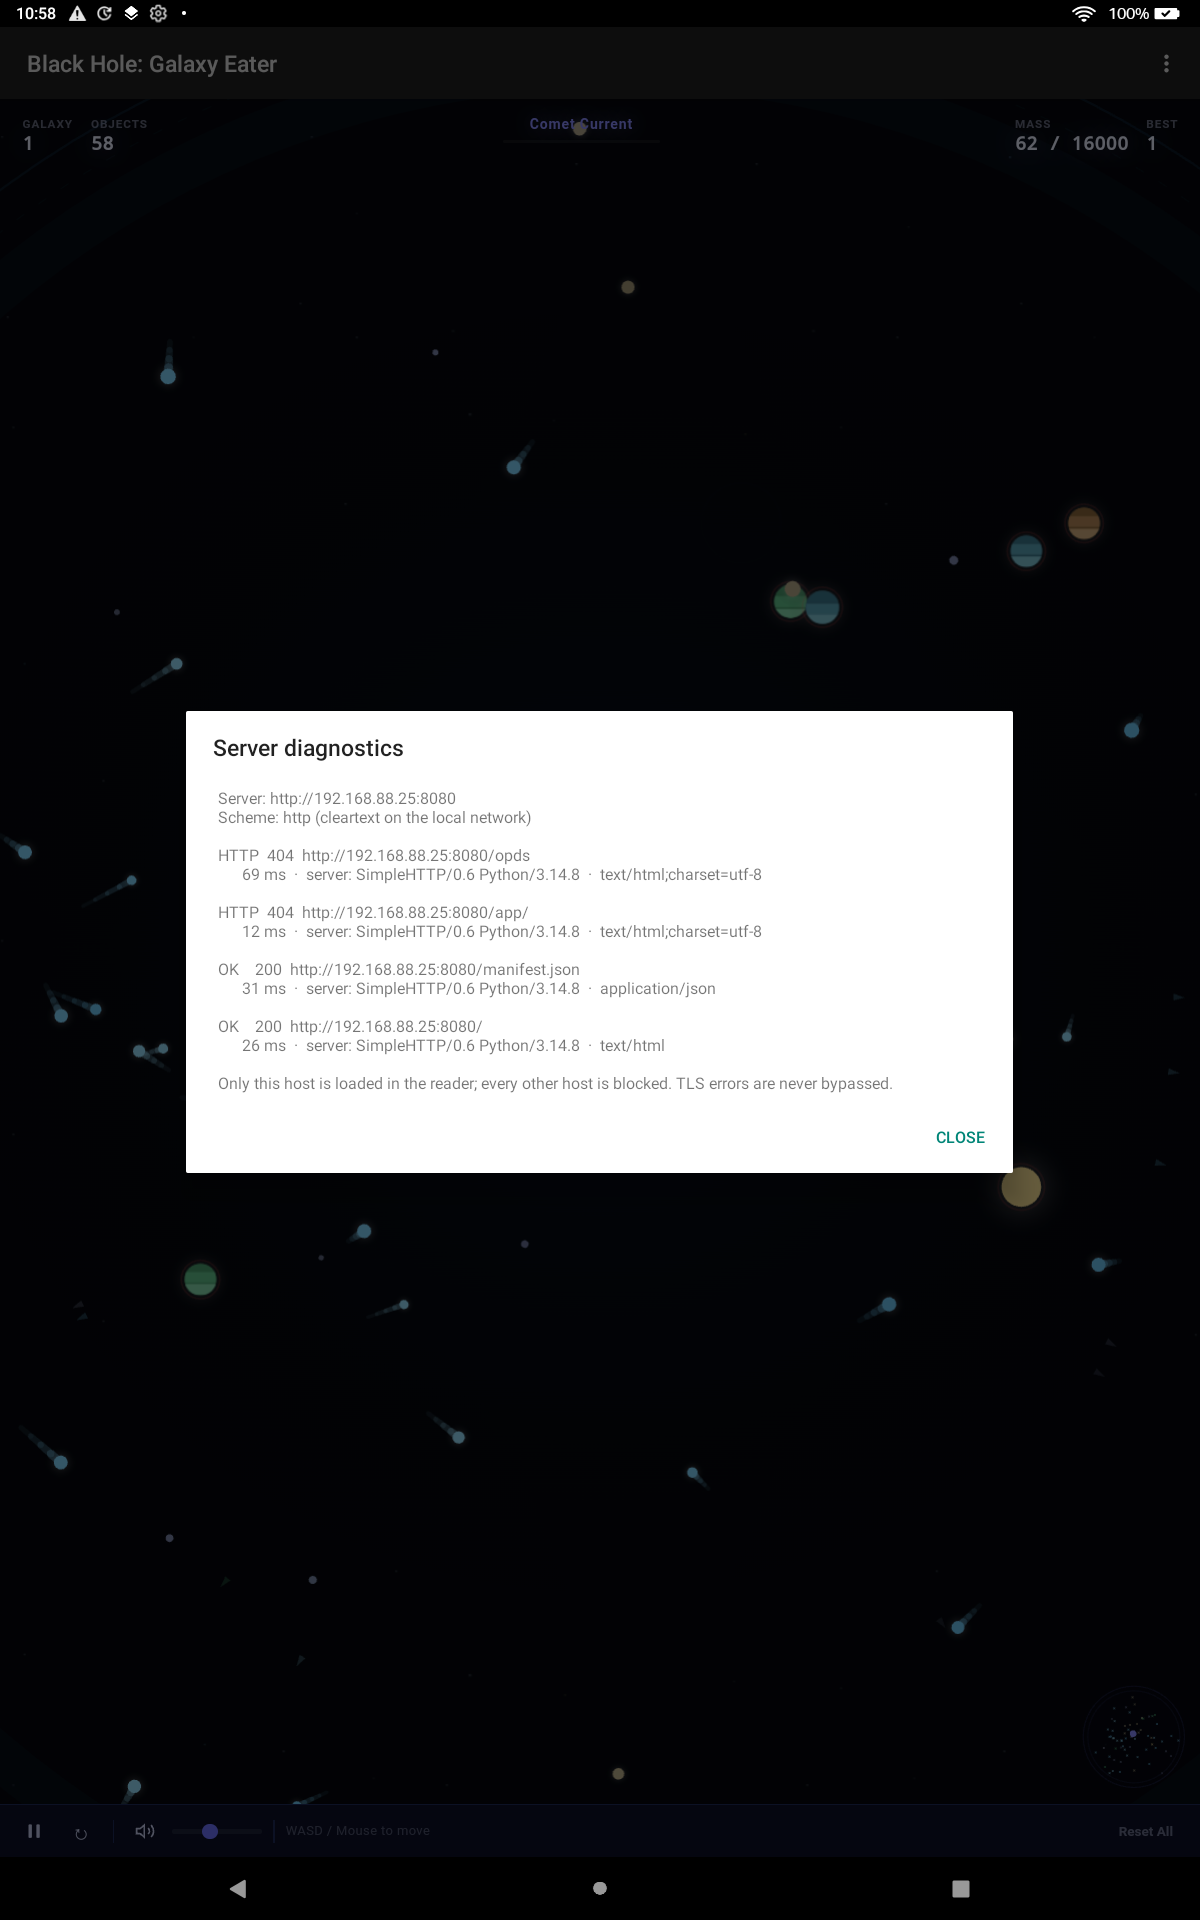 10:58
100%
Black Hole: Galaxy Eater
GALAXY OBJECTS Comet Current MASS BEST
1 58 62 / 16000 1
Server diagnostics
Server: http://192.168.88.25:8080
Scheme: http (cleartext on the local network)
HTTP 404 http://192.168.88.25:8080/opds
69 ms · server: SimpleHTTP/0.6 Python/3.14.8 · text/html;charset=utf-8
HTTP 404 http://192.168.88.25:8080/app/
12 ms · server: SimpleHTTP/0.6 Python/3.14.8 · text/html;charset=utf-8
OK 200 http://192.168.88.25:8080/manifest.json
31 ms · server: SimpleHTTP/0.6 Python/3.14.8 · application/json
OK 200 http://192.168.88.25:8080/
26 ms · server: SimpleHTTP/0.6 Python/3.14.8 · text/html
Only this host is loaded in the reader; every other host is blocked. TLS errors are never bypassed.
CLOSE
WASD / Mouse to move
Reset All